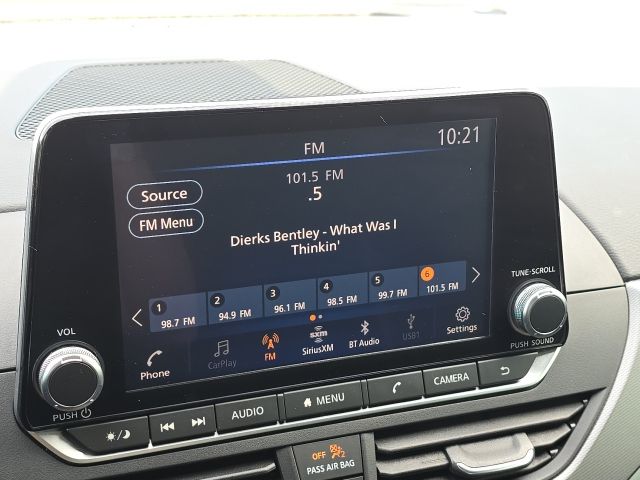 FM
10:21
101.5 FM
.5
Source
FM Menu
Dierks Bentley - What Was I
Thinkin'
1 2 3 4 5 6
98.7 FM 94.9 FM 96.1 FM 98.5 FM 99.7 FM 101.5 FM
Phone CarPlay FM SiriusXM BT Audio USB1 Settings
sxm
VOL
PUSH
TUNE·SCROLL
PUSH SOUND
AUDIO MENU CAMERA
OFF
PASS AIR BAG